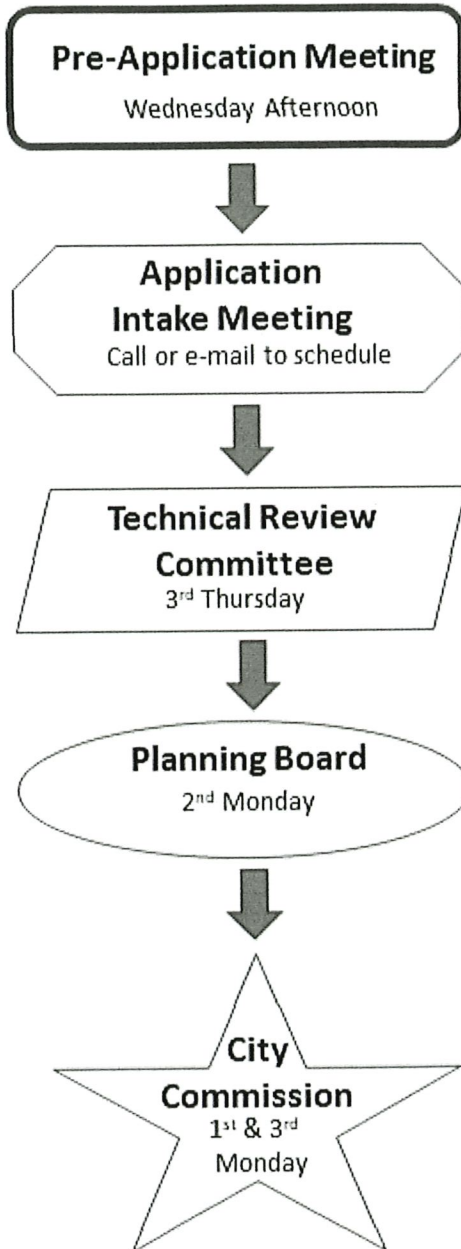 Pre-Application Meeting
Wednesday Afternoon
Application
Intake Meeting
Call or e-mail to schedule
Technical Review
Committee
3rd Thursday
Planning Board
2nd Monday
City
Commission
1st & 3rd
Monday